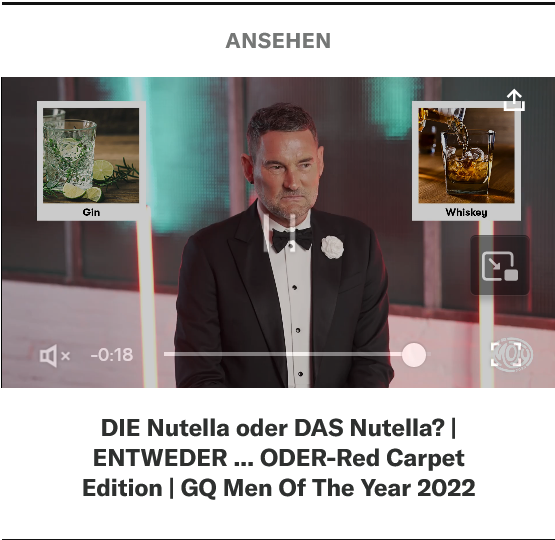 ANSEHEN
Gin
Whiskey
-0:18
DIE Nutella oder DAS Nutella? |
ENTWEDER ... ODER-Red Carpet
Edition | GQ Men Of The Year 2022